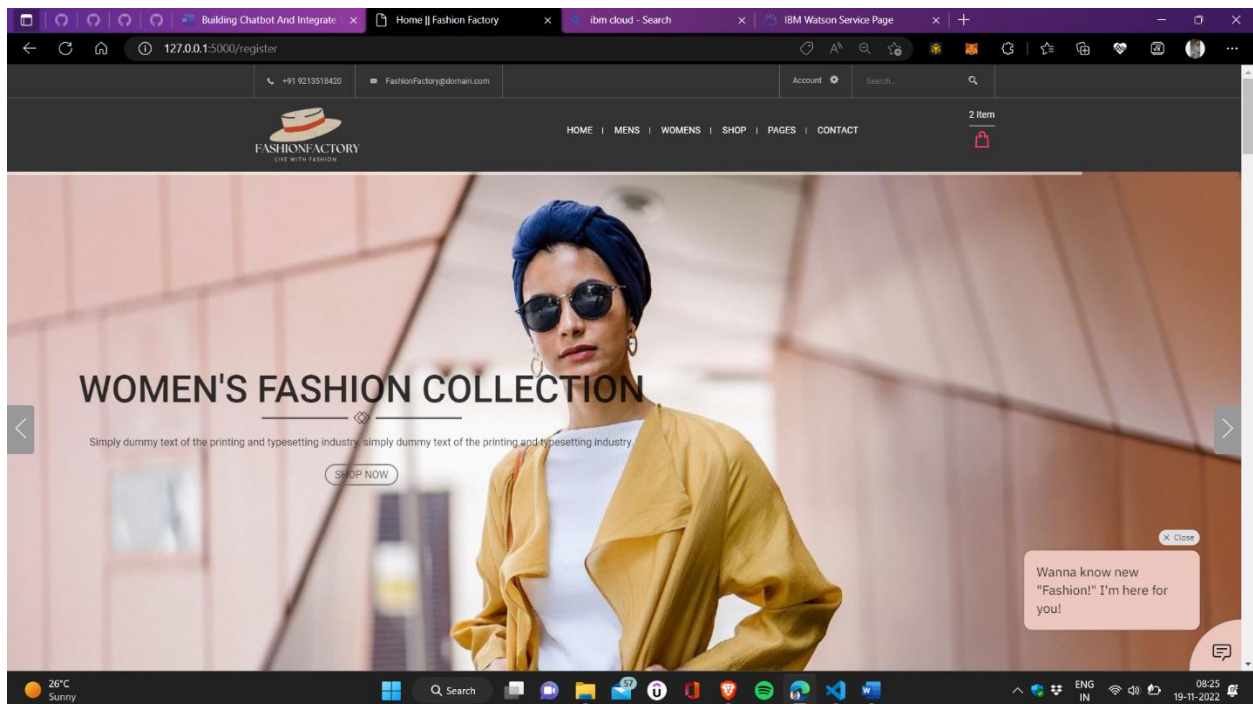 Building Chatbot And Integrate T
Home || Fashion Factory
ibm cloud - Search
IBM Watson Service Page
127.0.0.1:5000/register
+91 9213518420
FashionFactory@domain.com
Account
Search..
FASHIONFACTORY
LIVE WITH FASHION
HOME | MENS | WOMENS | SHOP | PAGES | CONTACT
2 Item
WOMEN'S FASHION COLLECTION
Simply dummy text of the printing and typesetting industry. simply dummy text of the printing and typesetting industry.
SHOP NOW
× Close
Wanna know new
"Fashion!" I'm here for
you!
26°C
Sunny
Search
57
ENG
IN
08:25
19-11-2022